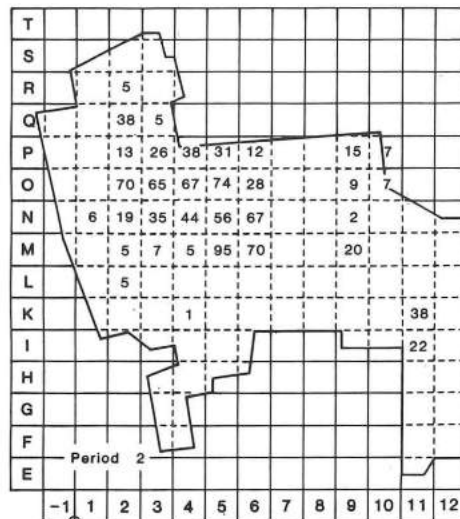 T
S
R 5
Q 38 5
P 13 26 38 31 12 15 7
O 70 65 67 74 28 9 7
N 6 19 35 44 56 67 2
M 5 7 5 95 70 20
L 5
K 1 38
I 22
H
G
F
E Period 2
-1 1 2 3 4 5 6 7 8 9 10 11 12